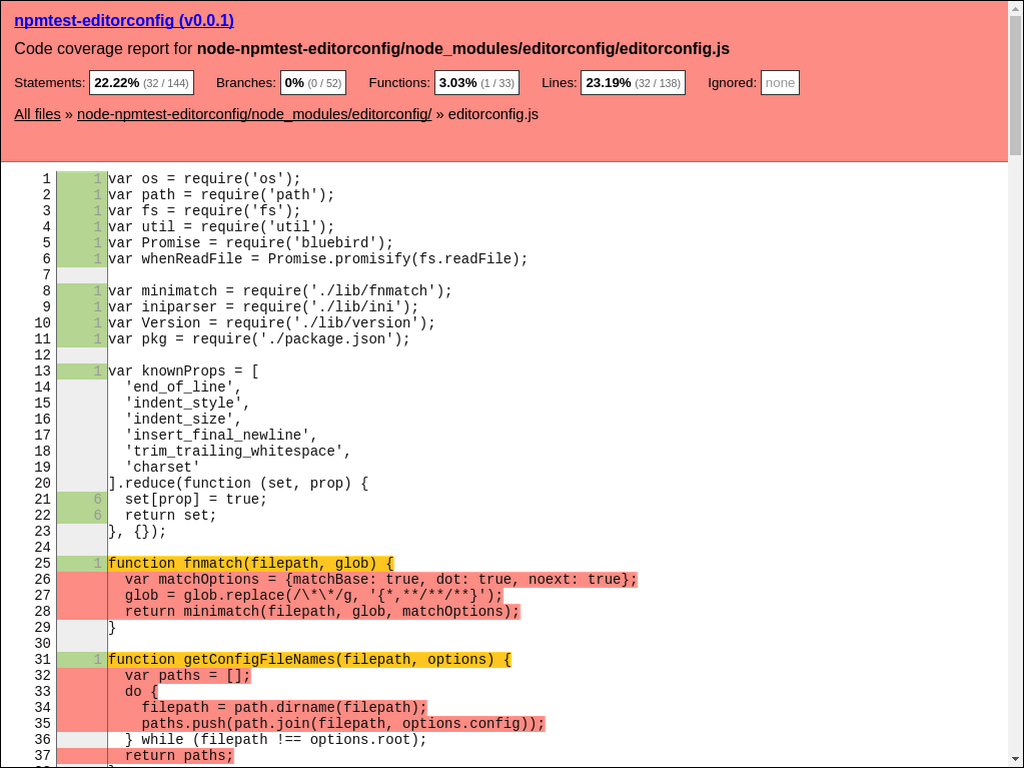 npmtest-editorconfig (v0.0.1)
Code coverage report for node-npmtest-editorconfig/node_modules/editorconfig/editorconfig.js
Statements: 22.22% (32 / 144) Branches: 0% (0 / 52) Functions: 3.03% (1 / 33) Lines: 23.19% (32 / 138) Ignored: none
All files » node-npmtest-editorconfig/node_modules/editorconfig/ » editorconfig.js
1 1 var os = require('os');
2 1 var path = require('path');
3 1 var fs = require('fs');
4 1 var util = require('util');
5 1 var Promise = require('bluebird');
6 1 var whenReadFile = Promise.promisify(fs.readFile);
7
8 1 var minimatch = require('./lib/fnmatch');
9 1 var iniparser = require('./lib/ini');
10 1 var Version = require('./lib/version');
11 1 var pkg = require('./package.json');
12
13 1 var knownProps = [
14   'end_of_line',
15   'indent_style',
16   'indent_size',
17   'insert_final_newline',
18   'trim_trailing_whitespace',
19   'charset'
20 ].reduce(function (set, prop) {
21 6   set[prop] = true;
22 6   return set;
23 }, {});
24
25 1 function fnmatch(filepath, glob) {
26   var matchOptions = {matchBase: true, dot: true, noext: true};
27   glob = glob.replace(/\*\*/g, '{*,**/**/**}');
28   return minimatch(filepath, glob, matchOptions);
29 }
30
31 1 function getConfigFileNames(filepath, options) {
32   var paths = [];
33   do {
34     filepath = path.dirname(filepath);
35     paths.push(path.join(filepath, options.config));
36   } while (filepath !== options.root);
37   return paths;